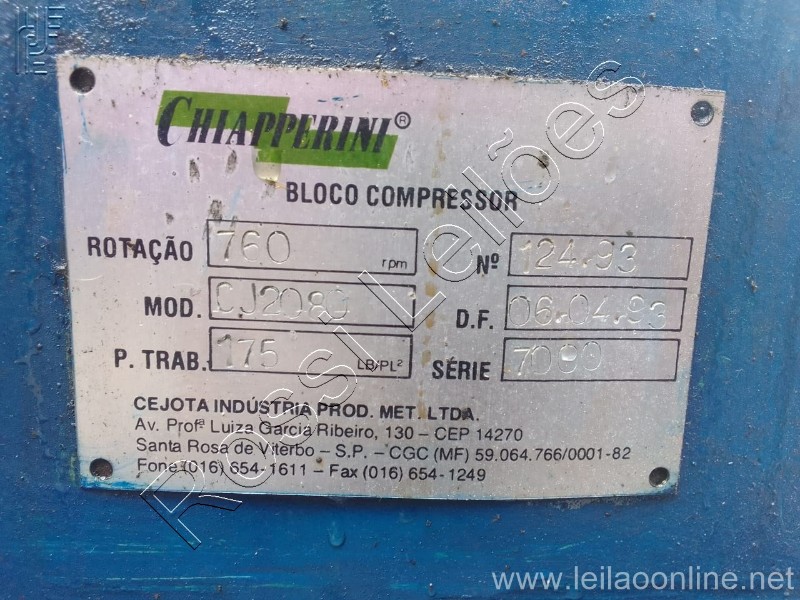 CHIAPPERINI®
BLOCO COMPRESSOR
ROTAÇÃO 760 rpm Nº 124.93
MOD. CJ2080 D.F. 06.04.93
P. TRAB. 175 LB/PL² SÉRIE 7090
CEJOTA INDÚSTRIA PROD. MET. LTDA.
Av. Profª Luiza Garcia Ribeiro, 130 – CEP 14270
Santa Rosa de Viterbo – S.P. – CGC (MF) 59.064.766/0001-82
Fone (016) 654-1611 – Fax (016) 654-1249
Rossi Leilões
www.leilaoonline.net